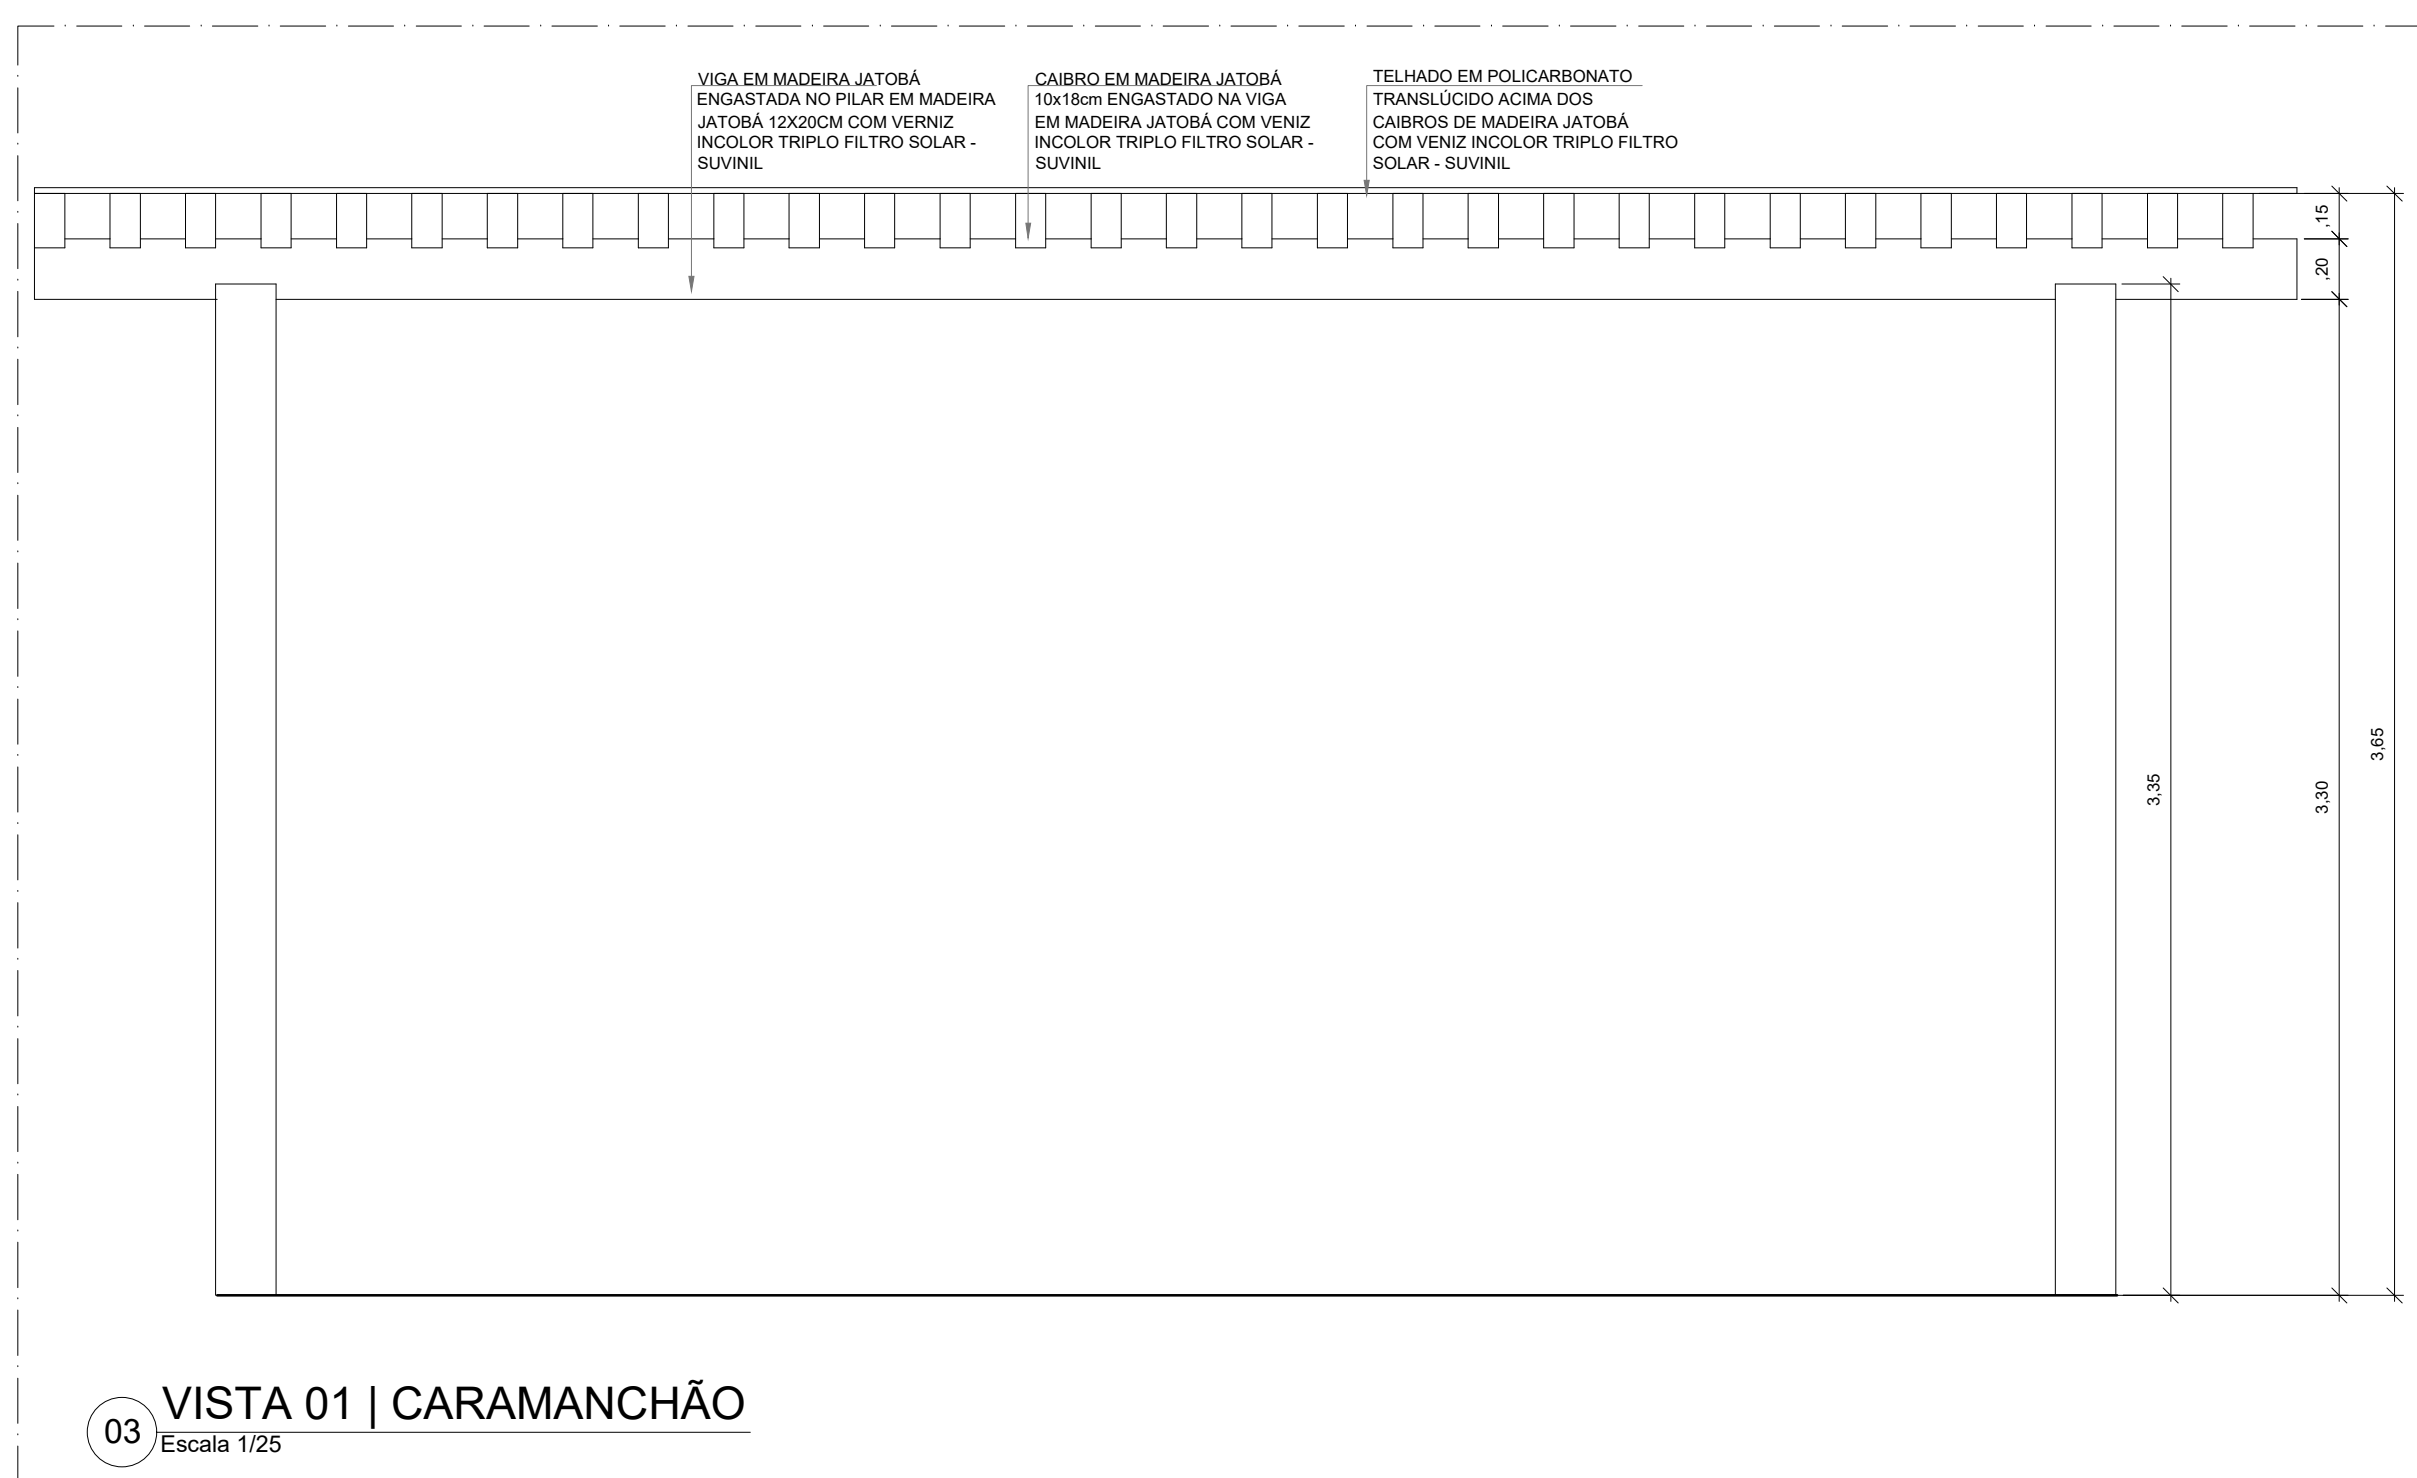 VIGA EM MADEIRA JATOBÁ
ENGASTADA NO PILAR EM MADEIRA
JATOBÁ 12X20CM COM VERNIZ
INCOLOR TRIPLO FILTRO SOLAR -
SUVINIL
CAIBRO EM MADEIRA JATOBÁ
10x18cm ENGASTADO NA VIGA
EM MADEIRA JATOBÁ COM VENIZ
INCOLOR TRIPLO FILTRO SOLAR -
SUVINIL
TELHADO EM POLICARBONATO
TRANSLÚCIDO ACIMA DOS
CAIBROS DE MADEIRA JATOBÁ
COM VENIZ INCOLOR TRIPLO FILTRO
SOLAR - SUVINIL
,15
,20
3,35
3,30
3,65
03
VISTA 01 | CARAMANCHÃO
Escala 1/25